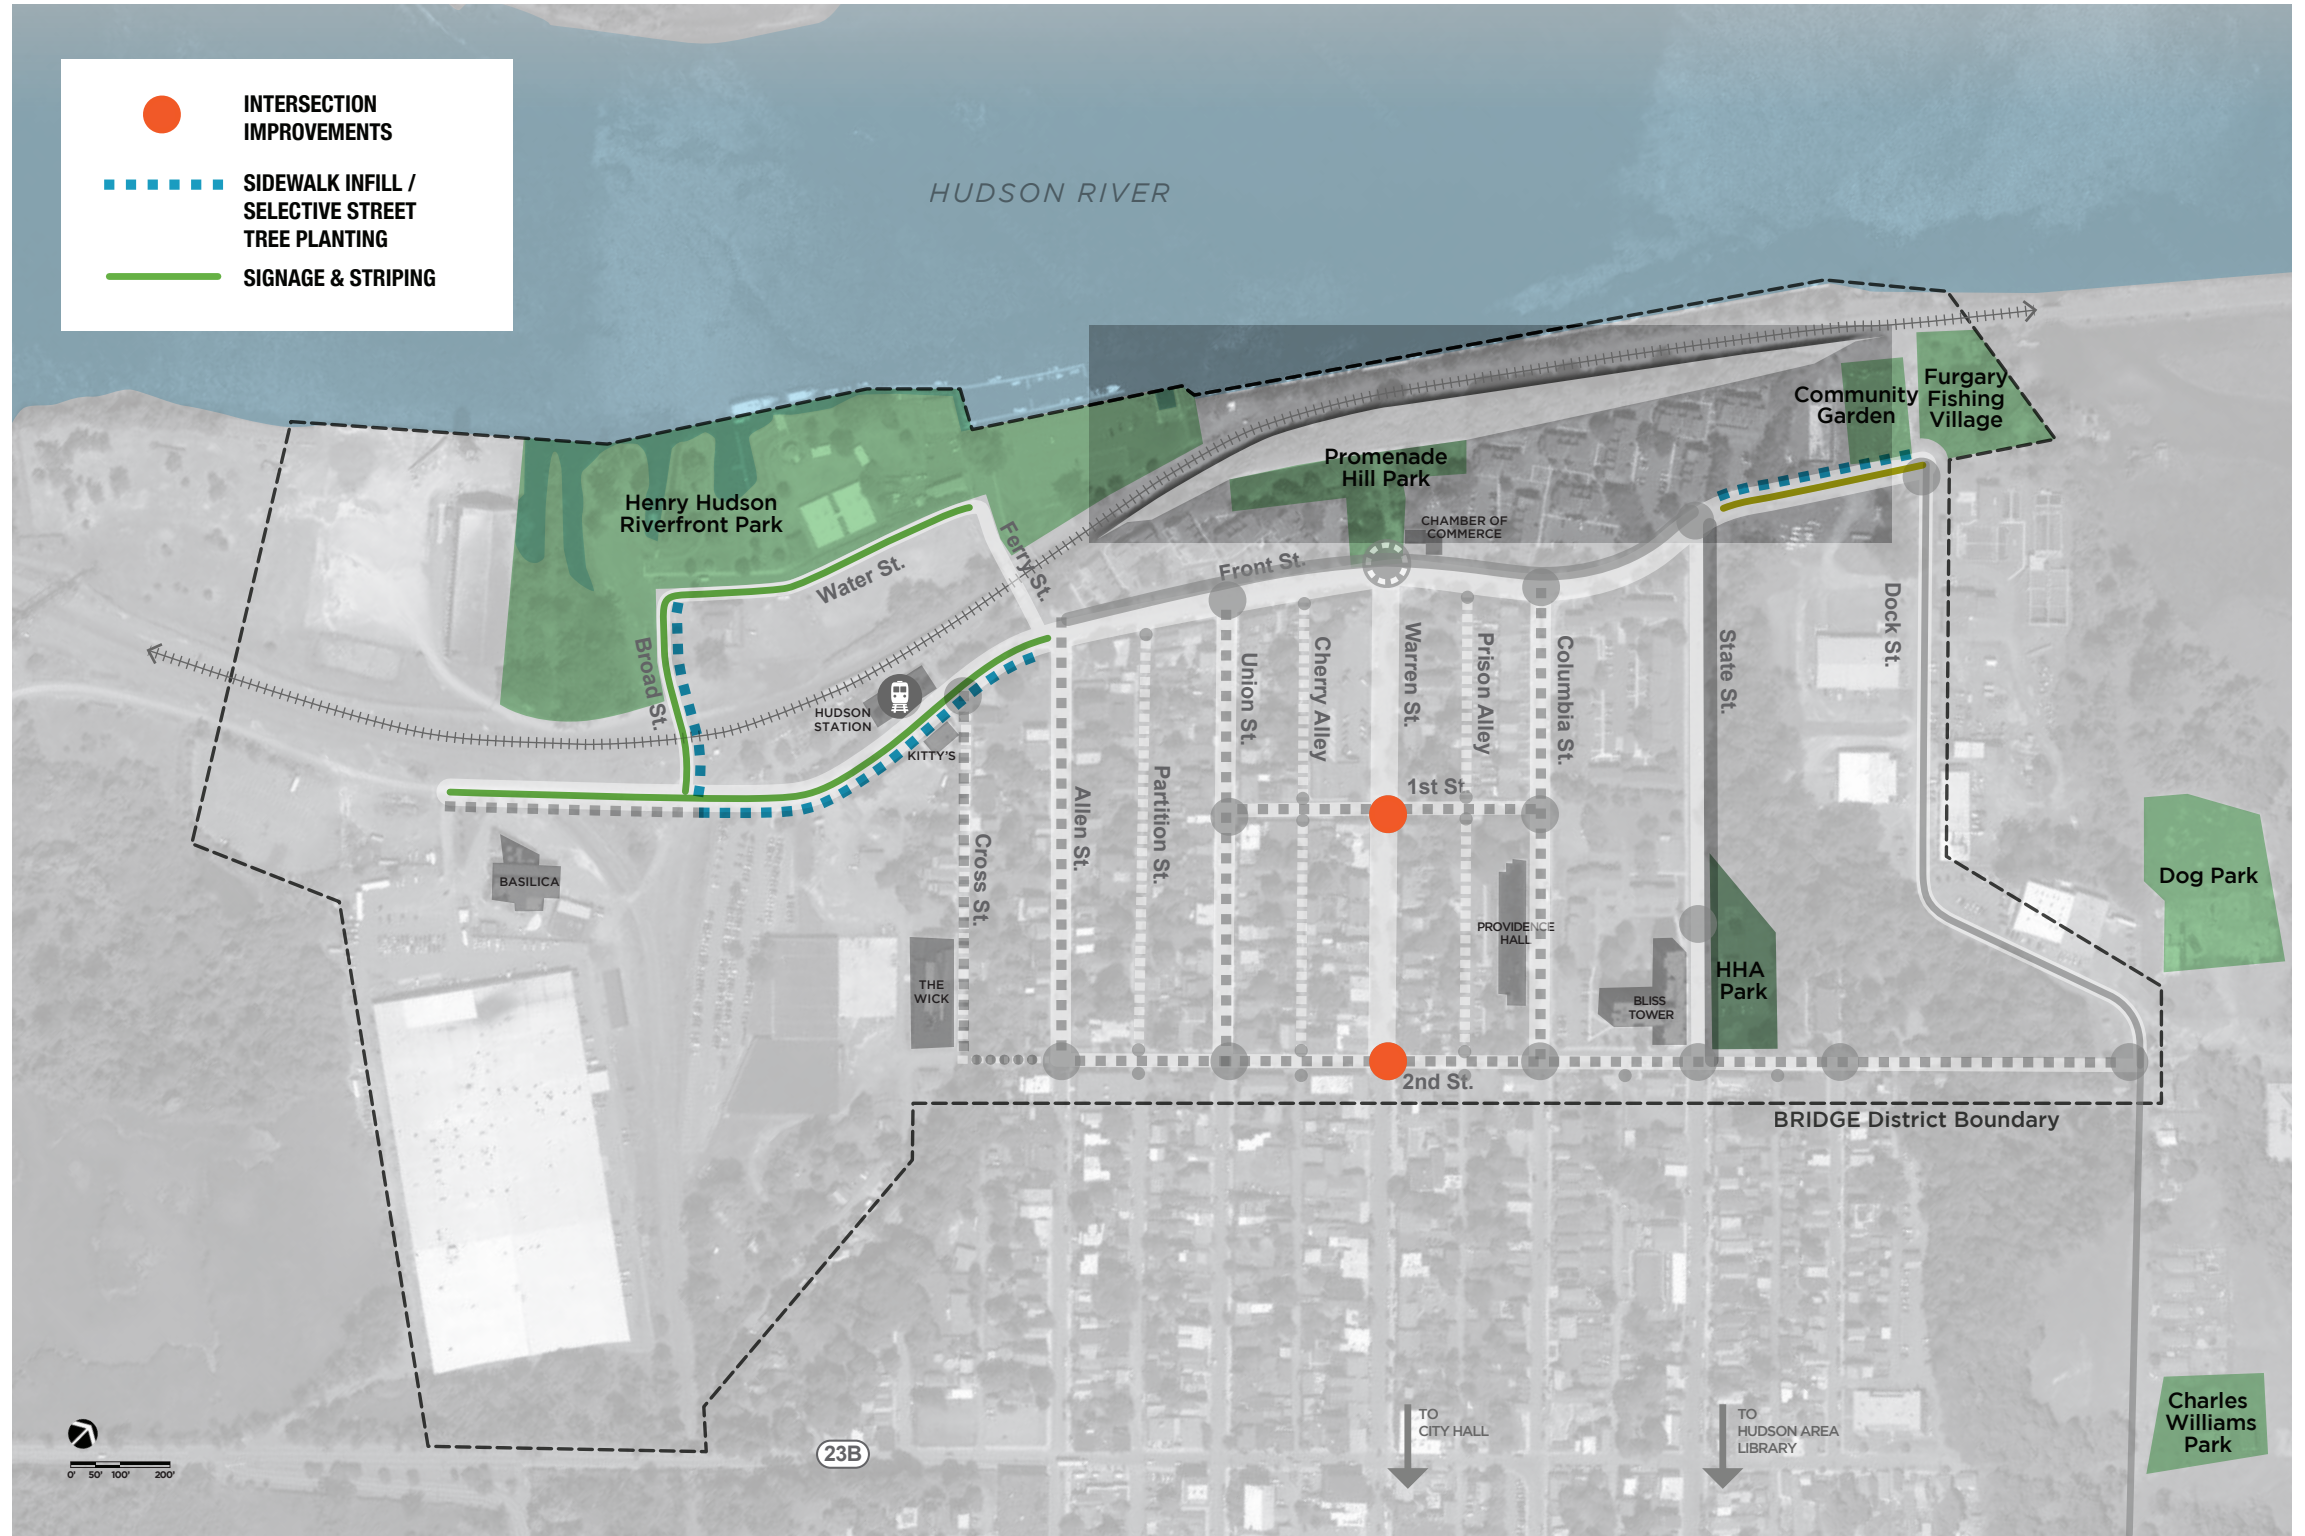 INTERSECTION
IMPROVEMENTS
SIDEWALK INFILL /
SELECTIVE STREET
TREE PLANTING
SIGNAGE & STRIPING
HUDSON RIVER
Community
Garden
Furgary
Fishing
Village
Promenade
Hill Park
Henry Hudson
Riverfront Park
CHAMBER OF
COMMERCE
Ferry St.
Front St.
Water St.
Broad St.
HUDSON
STATION
KITTY'S
Union St.
Cherry Alley
Warren St.
Prison Alley
Columbia St.
State St.
Dock St.
Partition St.
Allen St.
Cross St.
1st St.
BASILICA
THE
WICK
PROVIDENCE
HALL
BLISS
TOWER
HHA
Park
Dog Park
2nd St.
BRIDGE District Boundary
TO
CITY HALL
TO
HUDSON AREA
LIBRARY
Charles
Williams
Park
23B
0' 50' 100' 200'